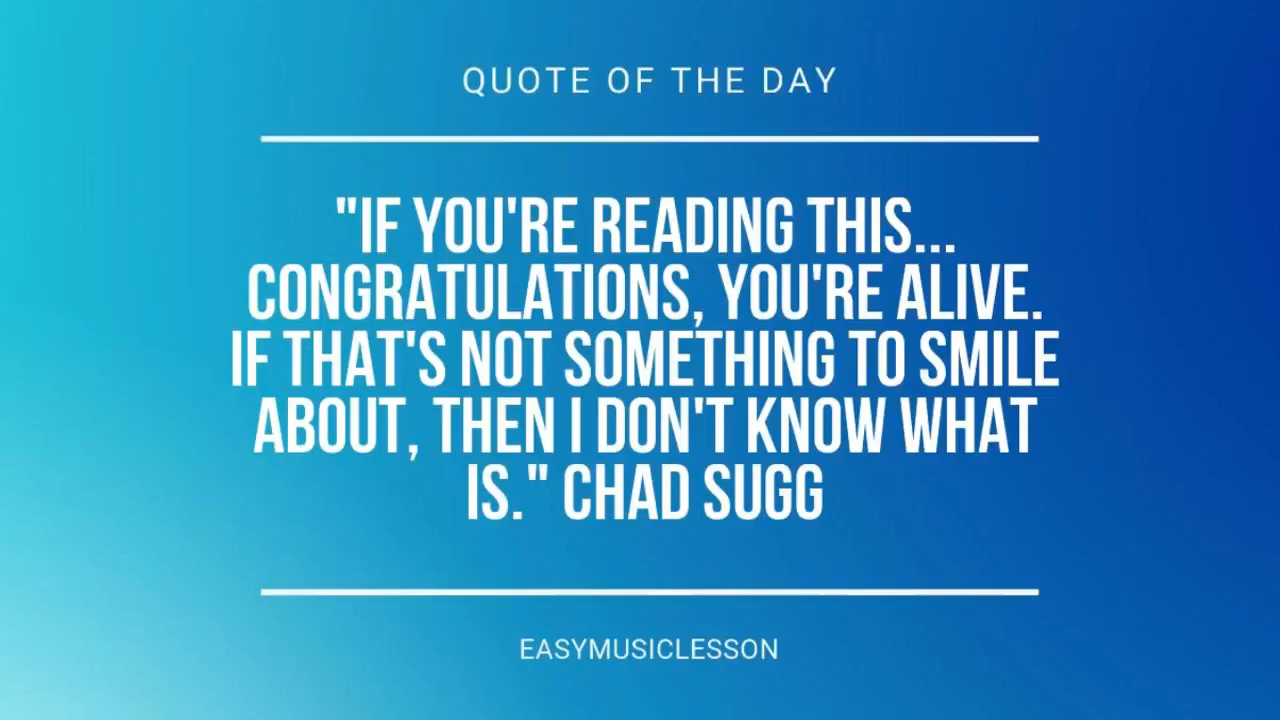 QUOTE OF THE DAY
"IF YOU'RE READING THIS...
CONGRATULATIONS, YOU'RE ALIVE.
IF THAT'S NOT SOMETHING TO SMILE
ABOUT, THEN I DON'T KNOW WHAT
IS." CHAD SUGG
EASYMUSICLESSON